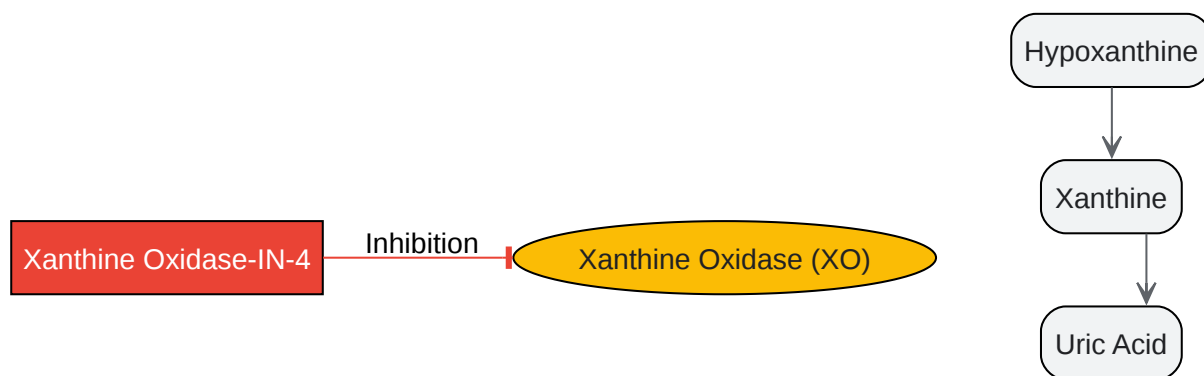 Hypoxanthine
Xanthine
Xanthine Oxidase-IN-4
Inhibition
Xanthine Oxidase (XO)
Uric Acid